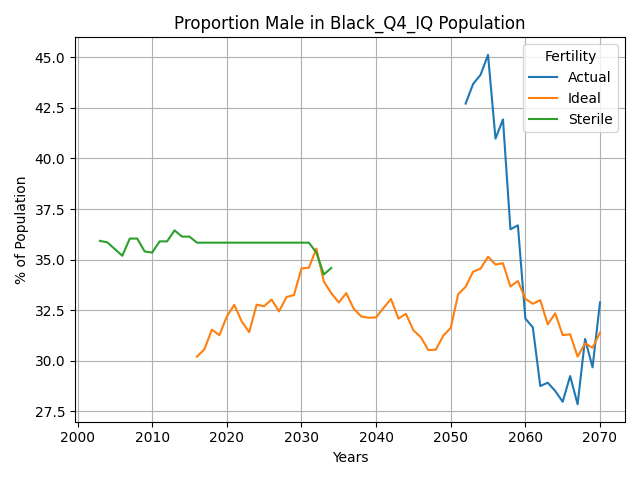 Proportion Male in Black_Q4_IQ Population
% of Population
45.0
42.5
40.0
37.5
35.0
32.5
30.0
27.5
Fertility
Actual
Ideal
Sterile
2000 2010 2020 2030 2040 2050 2060 2070
Years